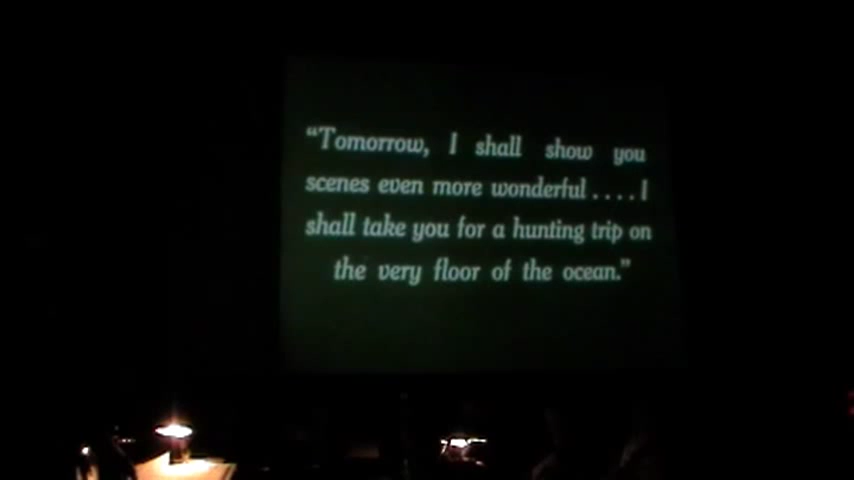 “Tomorrow, I shall show you
scenes even more wonderful....I
shall take you for a hunting trip on
the very floor of the ocean.”